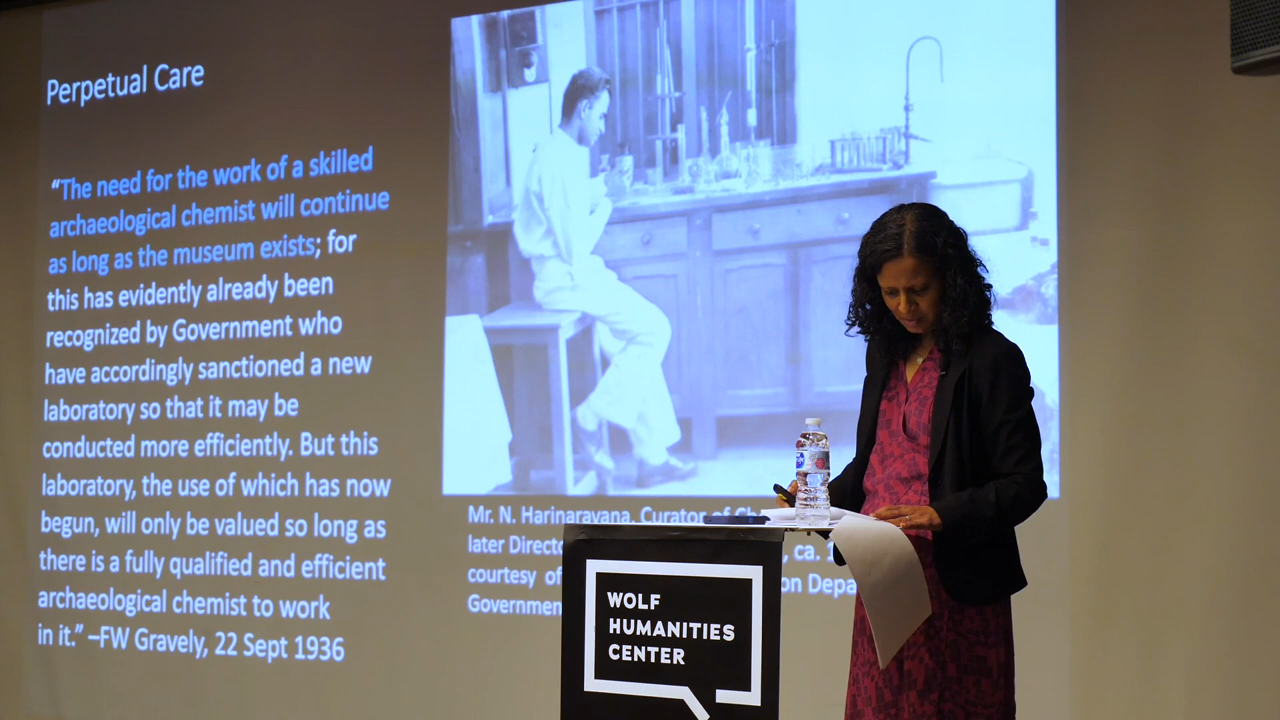 Perpetual Care
“The need for the work of a skilled
archaeological chemist will continue
as long as the museum exists; for
this has evidently already been
recognized by Government who
have accordingly sanctioned a new
laboratory so that it may be
conducted more efficiently. But this
laboratory, the use of which has now
begun, will only be valued so long as
there is a fully qualified and efficient
archaeological chemist to work
in it.” –FW Gravely, 22 Sept 1936
Mr. N. Harinarayana, Curator of
later , ca.
courtesy of
Government
WOLF
HUMANITIES
CENTER